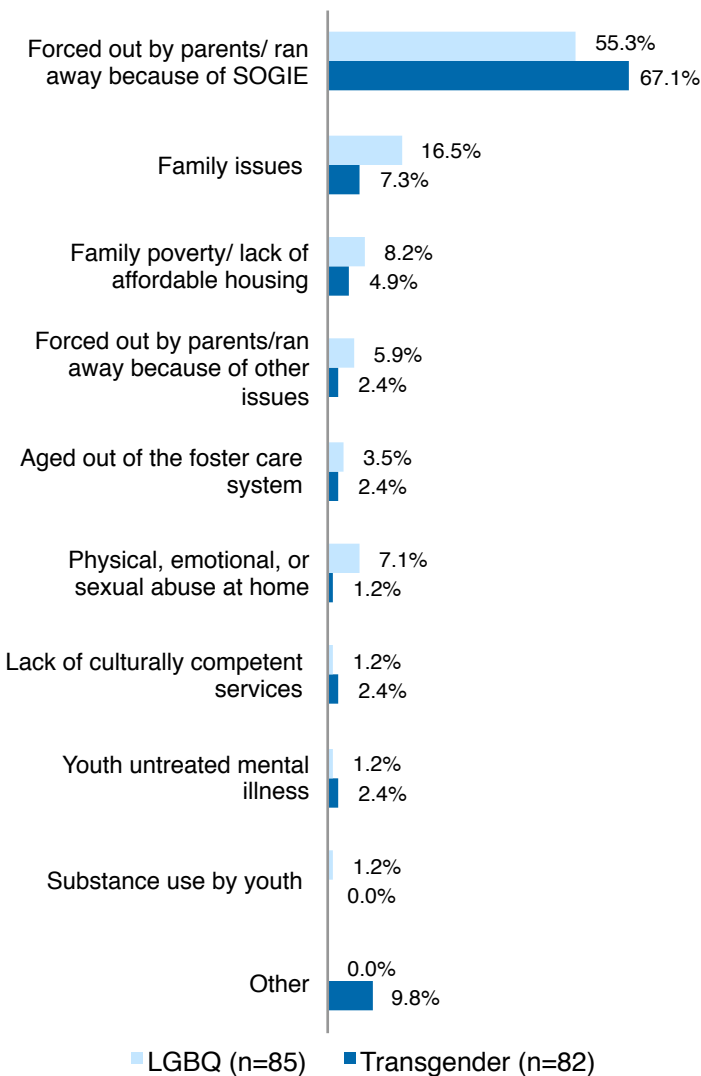 Forced out by parents/ ran
away because of SOGIE
55.3%
67.1%
Family issues
16.5%
7.3%
Family poverty/ lack of
affordable housing
8.2%
4.9%
Forced out by parents/ran
away because of other
issues
5.9%
2.4%
Aged out of the foster care
system
3.5%
2.4%
Physical, emotional, or
sexual abuse at home
7.1%
1.2%
Lack of culturally competent
services
1.2%
2.4%
Youth untreated mental
illness
1.2%
2.4%
Substance use by youth
1.2%
0.0%
Other
0.0%
9.8%
LGBQ (n=85) Transgender (n=82)